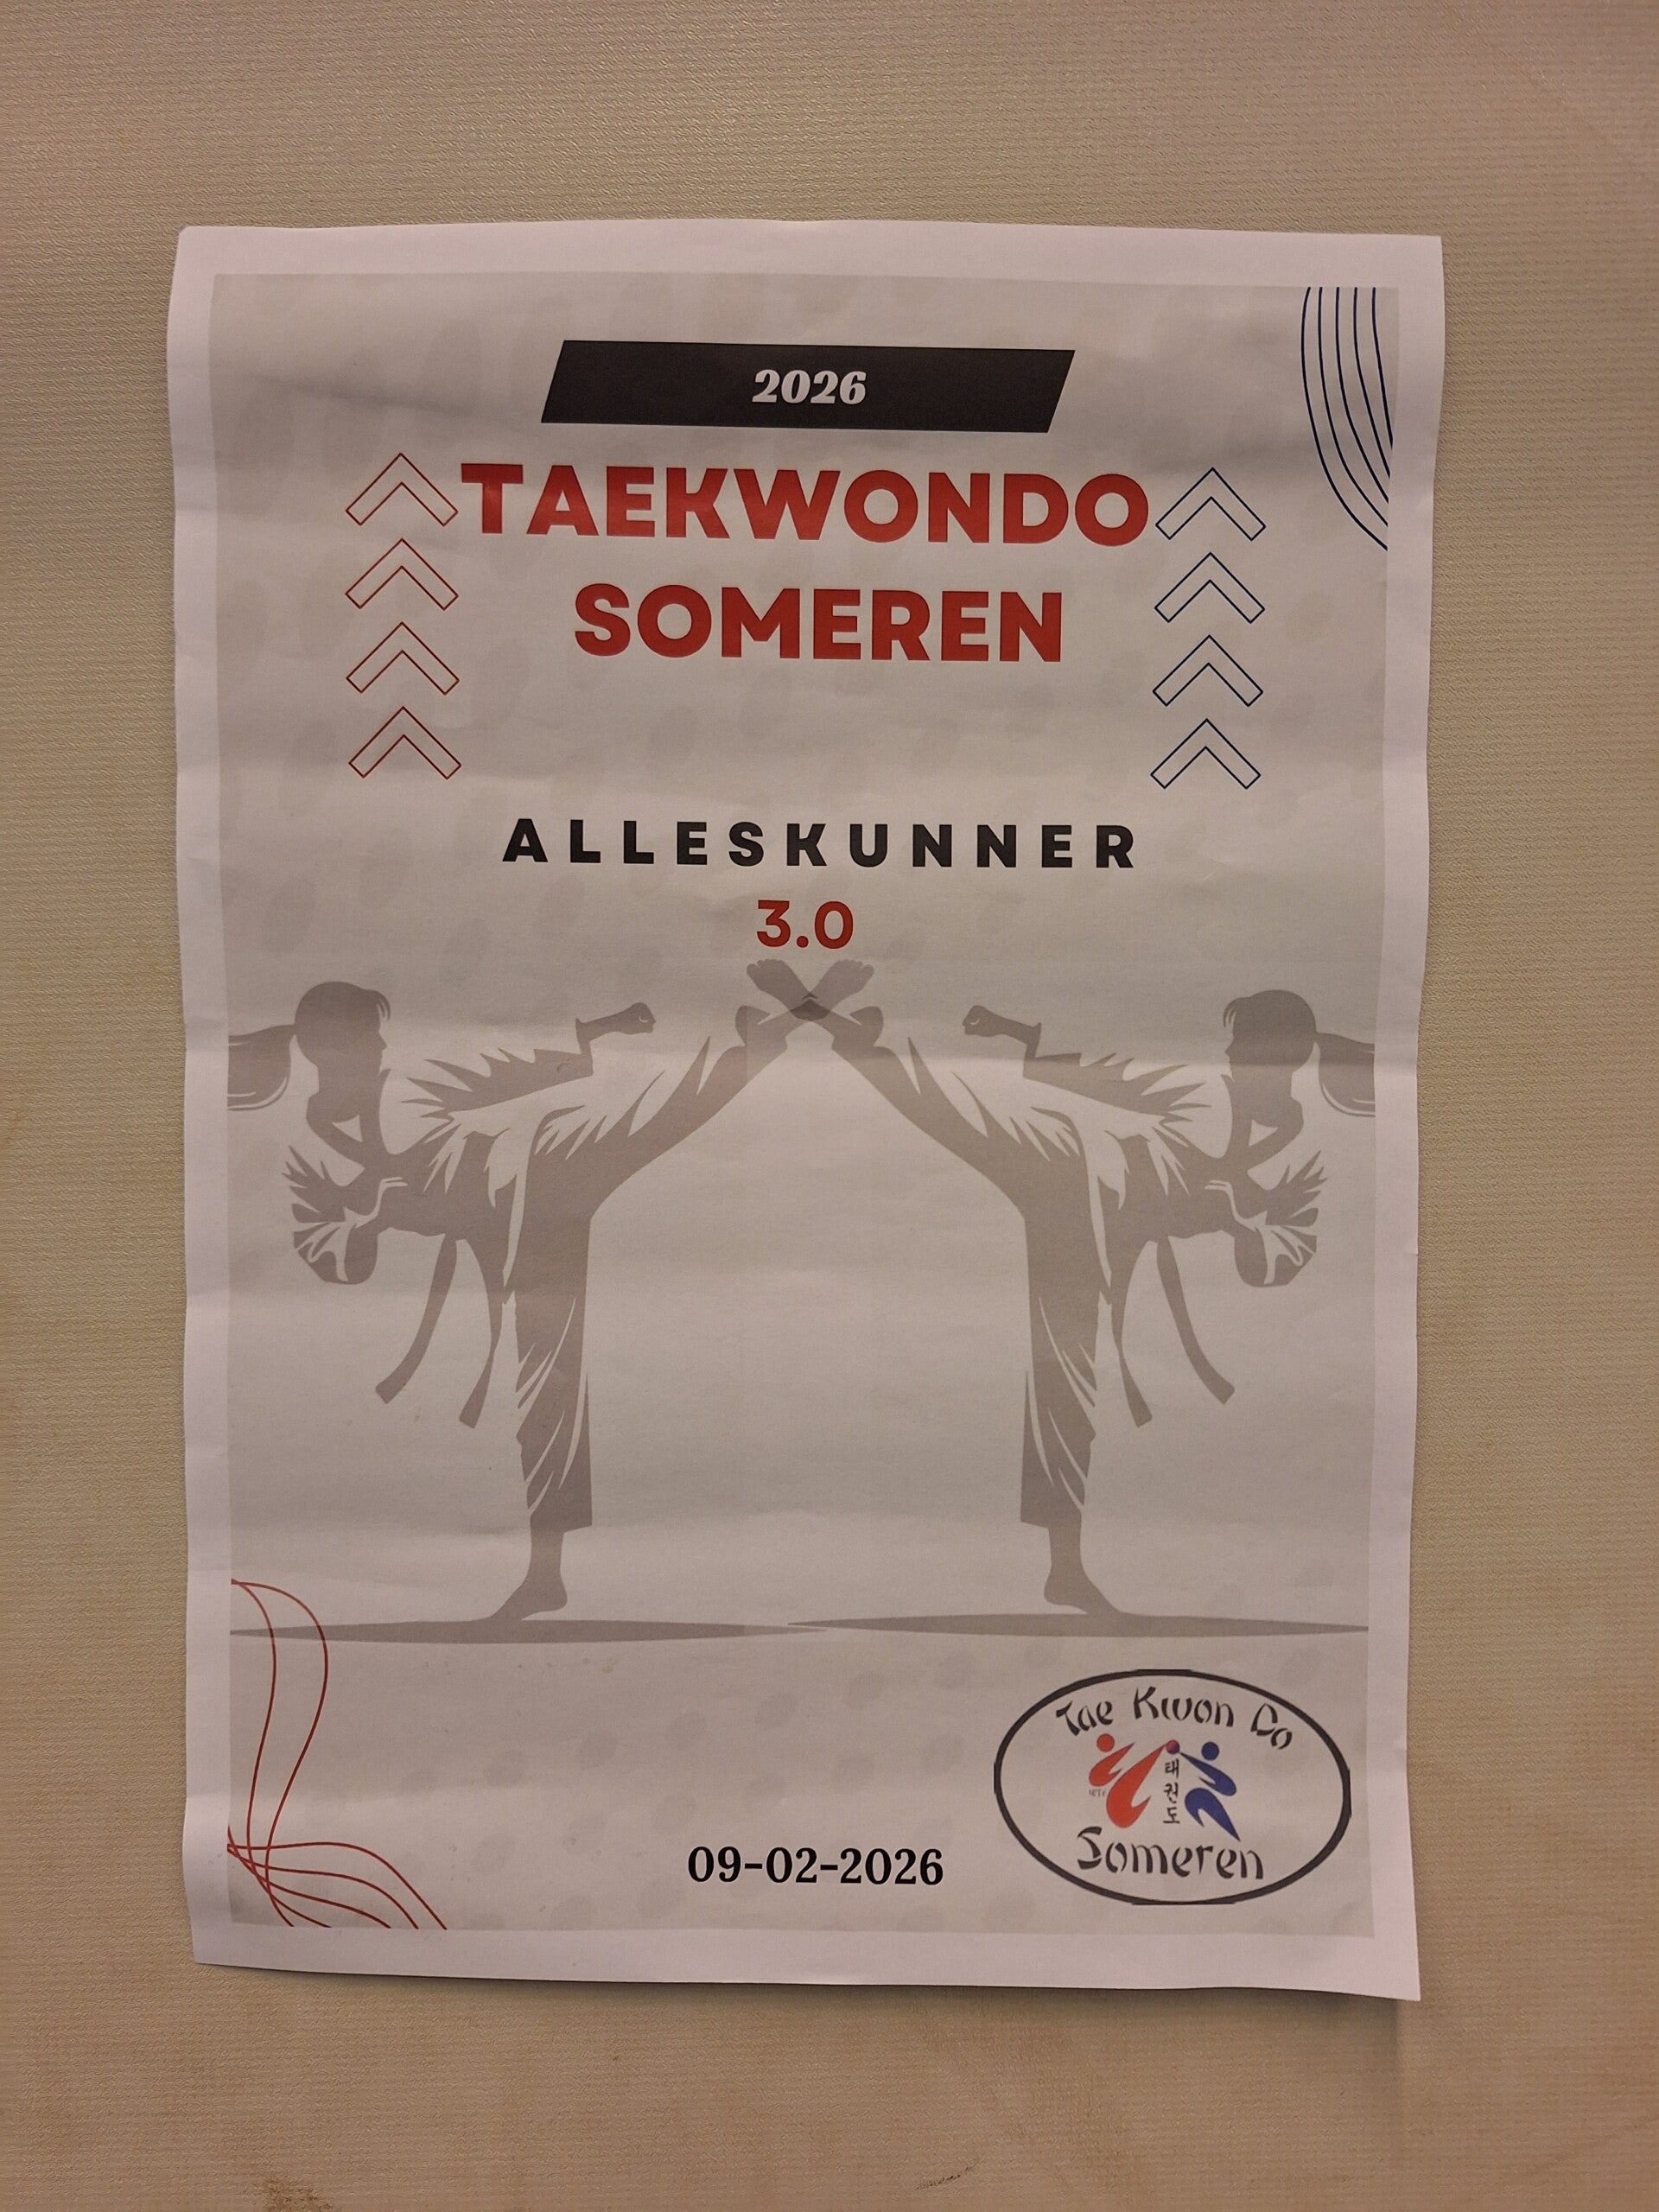 2026
TAEKWONDO
SOMEREN
ALLESKUNNER
3.0
Tae Kwon Do
태
권
도
Someren
09-02-2026